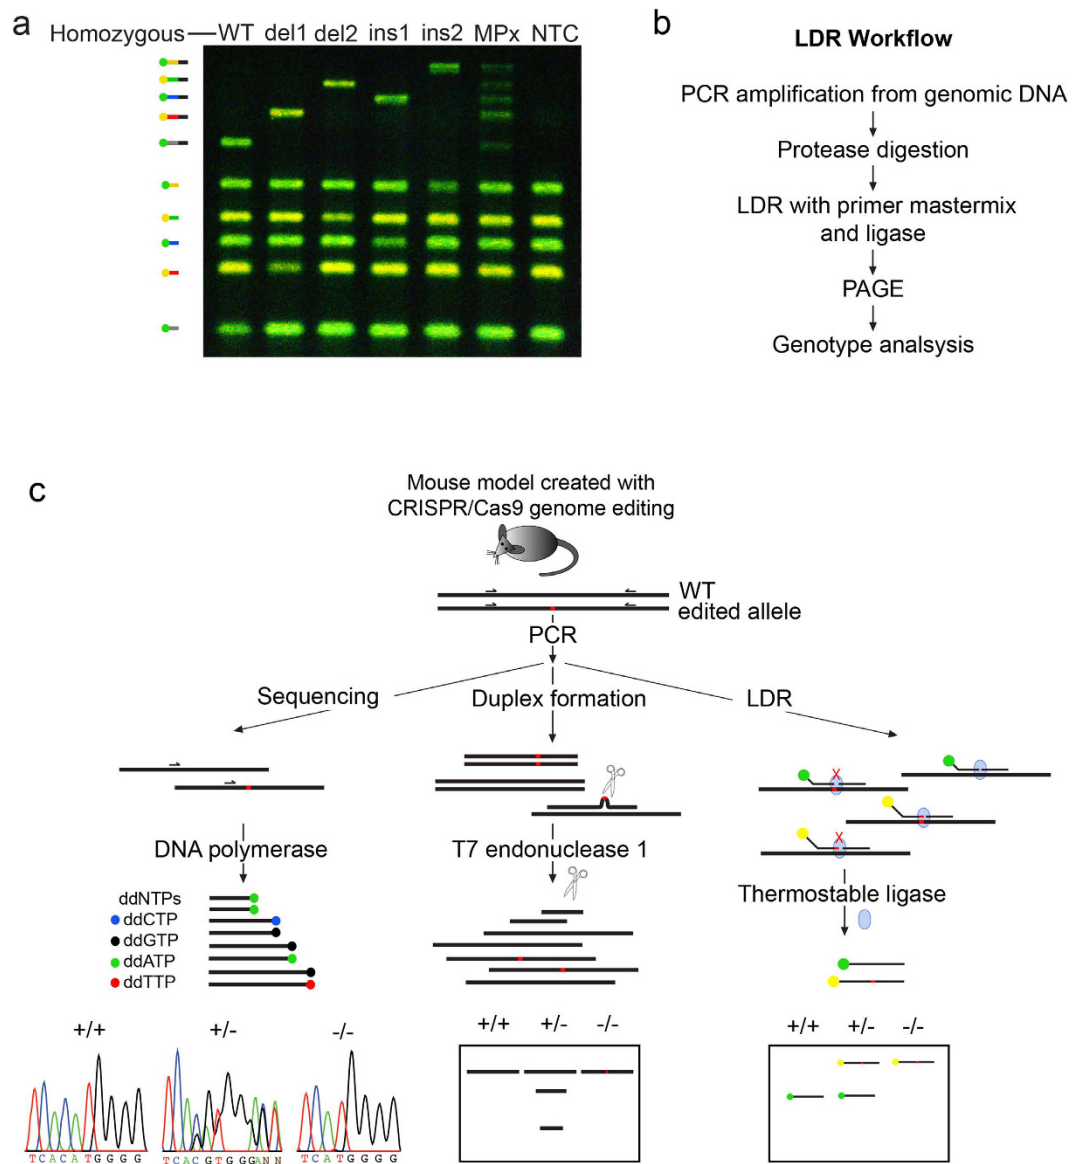 a
Homozygous WT del1 del2 ins1 ins2 MPx NTC
b
LDR Workflow
PCR amplification from genomic DNA
Protease digestion
LDR with primer mastermix
and ligase
PAGE
Genotype analsysis
c
Mouse model created with
CRISPR/Cas9 genome editing
WT
edited allele
PCR
Sequencing
Duplex formation
LDR
X
X
DNA polymerase
T7 endonuclease 1
Thermostable ligase
ddNTPs
ddCTP
ddGTP
ddATP
ddTTP
+/+ +/- -/-
+/+ +/- -/-
+/+ +/- -/-
TCACATGGGG
TCACGTGGGANN
TCATGGGG